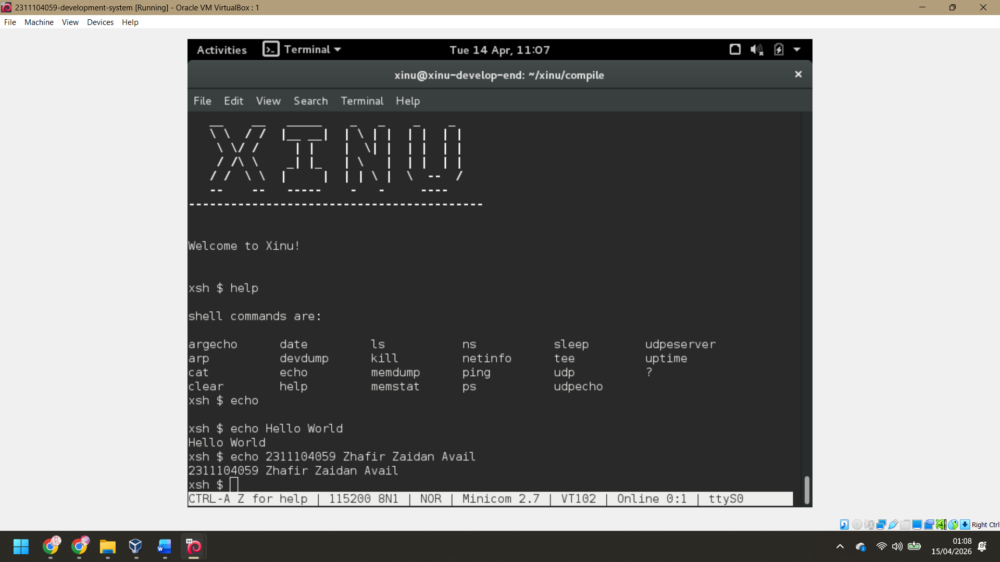 2311104059-development-system [Running] - Oracle VM VirtualBox : 1
File Machine View Devices Help
Activities Terminal Tue 14 Apr, 11:07
xinu@xinu-develop-end: ~/xinu/compile
File Edit View Search Terminal Help
XINU
----------------------------------------
Welcome to Xinu!
xsh $ help
shell commands are:
argecho date ls ns sleep udpeserver
arp devdump kill netinfo tee uptime
cat echo memdump ping udp ?
clear help memstat ps udpecho
xsh $ echo
xsh $ echo Hello World
Hello World
xsh $ echo 2311104059 Zhafir Zaidan Avail
2311104059 Zhafir Zaidan Avail
xsh $
CTRL-A Z for help | 115200 8N1 | NOR | Minicom 2.7 | VT102 | Online 0:1 | ttyS0
Right Ctrl
64
01:08
15/04/2026